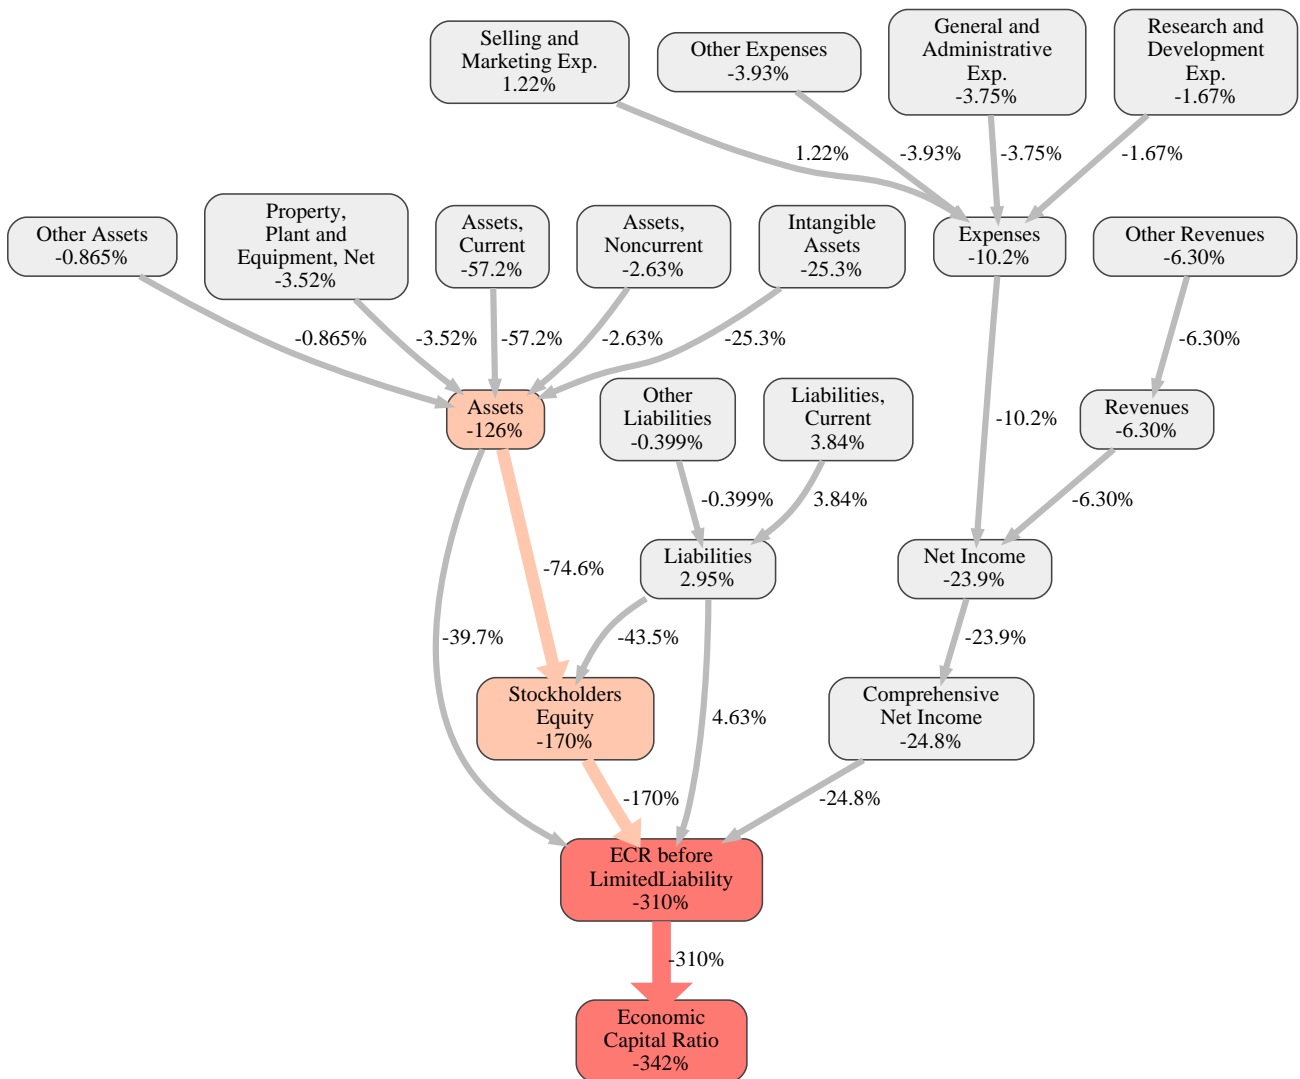 Selling and
Marketing Exp.
1.22%
Other Expenses
-3.93%
General and
Administrative
Exp.
-3.75%
Research and
Development
Exp.
-1.67%
1.22%
-3.93%
-3.75%
-1.67%
Other Assets
-0.865%
Property,
Plant and
Equipment, Net
-3.52%
Assets,
Current
-57.2%
Assets,
Noncurrent
-2.63%
Intangible
Assets
-25.3%
Expenses
-10.2%
Other Revenues
-6.30%
-0.865%
-3.52%
-57.2%
-2.63%
-25.3%
-6.30%
Assets
-126%
Other
Liabilities
-0.399%
Liabilities,
Current
3.84%
-10.2%
Revenues
-6.30%
-0.399%
3.84%
-6.30%
-74.6%
Liabilities
2.95%
Net Income
-23.9%
-39.7%
-43.5%
-23.9%
Stockholders
Equity
-170%
4.63%
Comprehensive
Net Income
-24.8%
-170%
-24.8%
ECR before
LimitedLiability
-310%
-310%
Economic
Capital Ratio
-342%